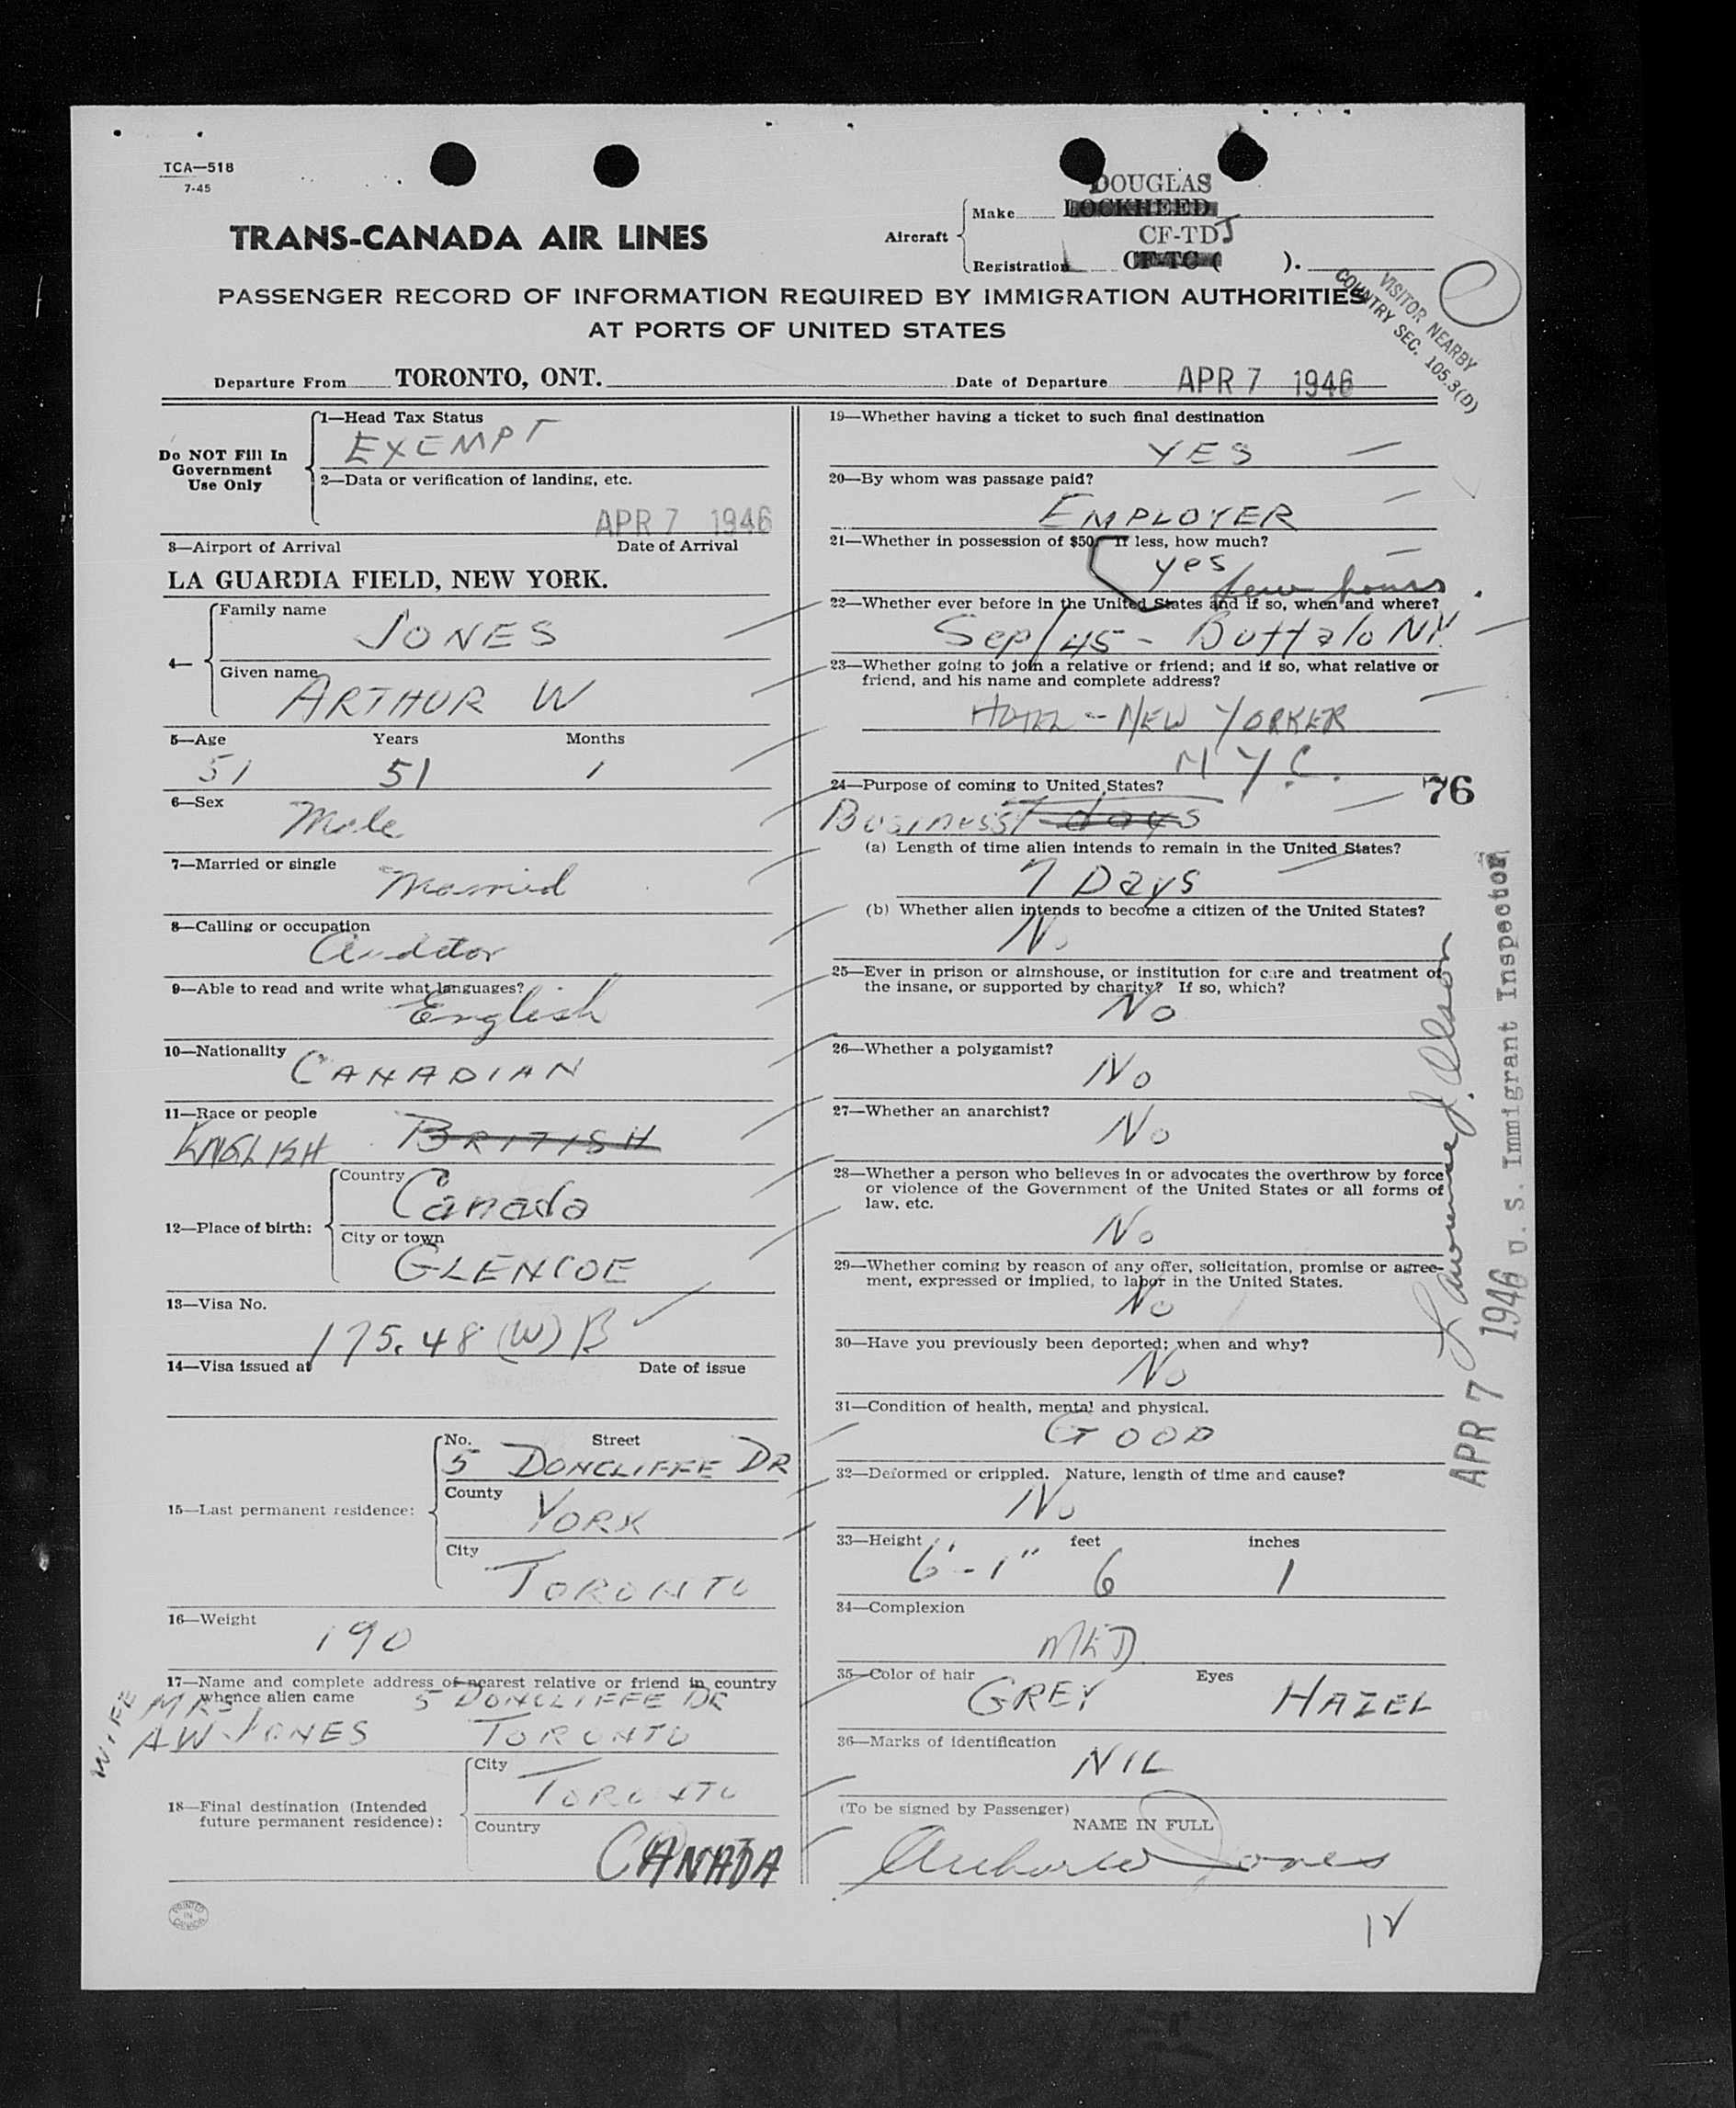 TCA—518
7-45
TRANS-CANADA AIR LINES
Aircraft
Make DOUGLAS
LOCKHEED
CF-TDJ
Registration CF-TC ( ).
VISITOR NEARBY
COUNTRY SEC. 105.3(D)
PASSENGER RECORD OF INFORMATION REQUIRED BY IMMIGRATION AUTHORITIES
AT PORTS OF UNITED STATES
Departure From TORONTO, ONT. Date of Departure APR 7 1946
Do NOT Fill In
Government
Use Only
1—Head Tax Status
EXEMPT
2—Data or verification of landing, etc.
APR 7 1946
3—Airport of Arrival Date of Arrival
LA GUARDIA FIELD, NEW YORK.
4—
Family name
JONES
Given name
ARTHUR W
5—Age Years Months
51 51 1
6—Sex
Male
7—Married or single
Married
8—Calling or occupation
Auditor
9—Able to read and write what languages?
English
10—Nationality
CANADIAN
11—Race or people
ENGLISH BRITISH
12—Place of birth:
Country
Canada
City or town
GLENCOE
13—Visa No.
175.48 (W) B
14—Visa issued at Date of issue
15—Last permanent residence:
No. Street
5 DONCLIFFE DR
County
YORK
City
TORONTO
16—Weight
190
17—Name and complete address of nearest relative or friend in country
whence alien came
WIFE
MRS 5 DONCLIFFE DR
AW JONES TORONTO
18—Final destination (Intended
future permanent residence):
City
TORONTO
Country
CANADA
PRINTED
IN
CANADA
19—Whether having a ticket to such final destination
YES
20—By whom was passage paid?
EMPLOYER
21—Whether in possession of $50. If less, how much?
yes
few hours
22—Whether ever before in the United States and if so, when and where?
Sep/45 - Buffalo NY
23—Whether going to join a relative or friend; and if so, what relative or
friend, and his name and complete address?
HOTEL - NEW YORKER
NYC.
24—Purpose of coming to United States?
76
Business 7 days
(a) Length of time alien intends to remain in the United States?
7 Days
(b) Whether alien intends to become a citizen of the United States?
No
25—Ever in prison or almshouse, or institution for care and treatment of
the insane, or supported by charity? If so, which?
No
26—Whether a polygamist?
No
27—Whether an anarchist?
No
28—Whether a person who believes in or advocates the overthrow by force
or violence of the Government of the United States or all forms of
law, etc.
No
29—Whether coming by reason of any offer, solicitation, promise or agree-
ment, expressed or implied, to labor in the United States.
No
30—Have you previously been deported; when and why?
No
31—Condition of health, mental and physical.
GOOD
32—Deformed or crippled. Nature, length of time and cause?
No
33—Height feet inches
6'-1" 6 1
34—Complexion
MED
35—Color of hair Eyes
GREY HAZEL
36—Marks of identification
NIL
(To be signed by Passenger)
NAME IN FULL
Arthur W Jones
Lawrence J. Olson
APR 7 1946 U. S. Immigrant Inspector